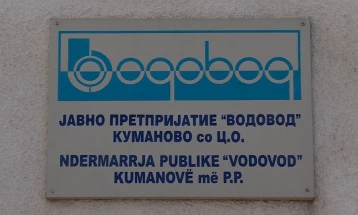 водовод
ЈАВНО ПРЕТПРИЈАТИЕ "ВОДОВОД"
КУМАНОВО со Ц.О.
NDERMARRJA PUBLIKE "VODOVOD"
KUMANOVË më P.P.